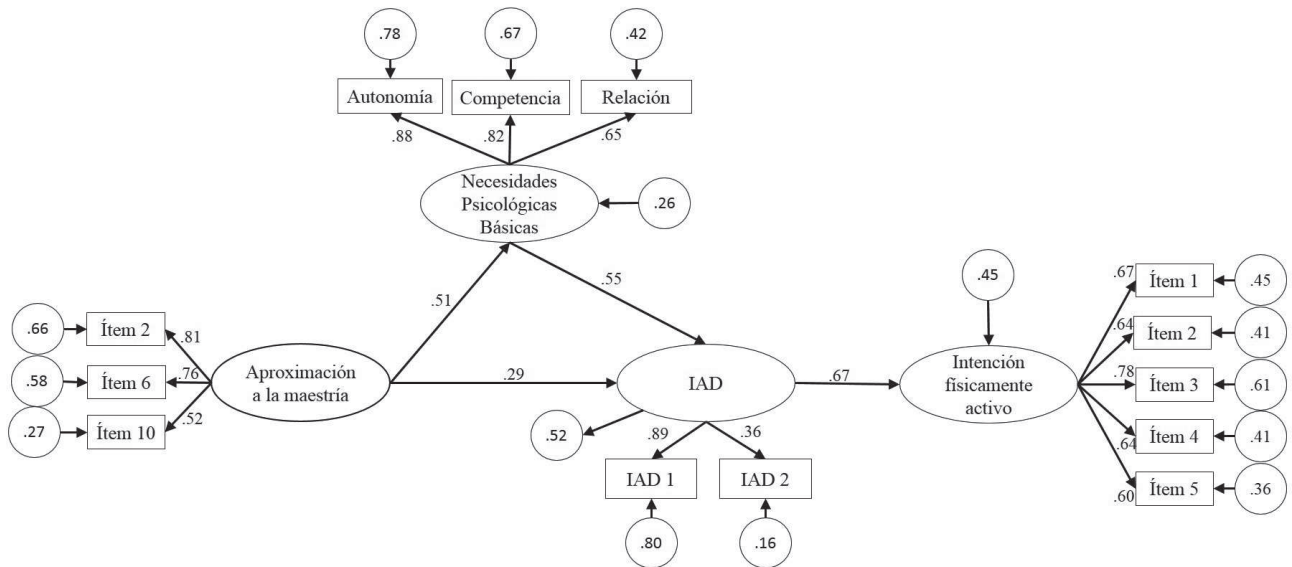 .78
.67
.42
Autonomía
Competencia
Relación
.88
.82
.65
Necesidades
Psicológicas
Básicas
.26
.51
.55
.45
.66
Ítem 2
.81
.58
Ítem 6
.76
.27
Ítem 10
.52
Aproximación
a la maestría
.29
IAD
.67
Intención
físicamente
activo
.52
.89
.36
IAD 1
IAD 2
.80
.16
.67
Ítem 1
.45
.64
Ítem 2
.41
.78
Ítem 3
.61
.64
Ítem 4
.41
.60
Ítem 5
.36